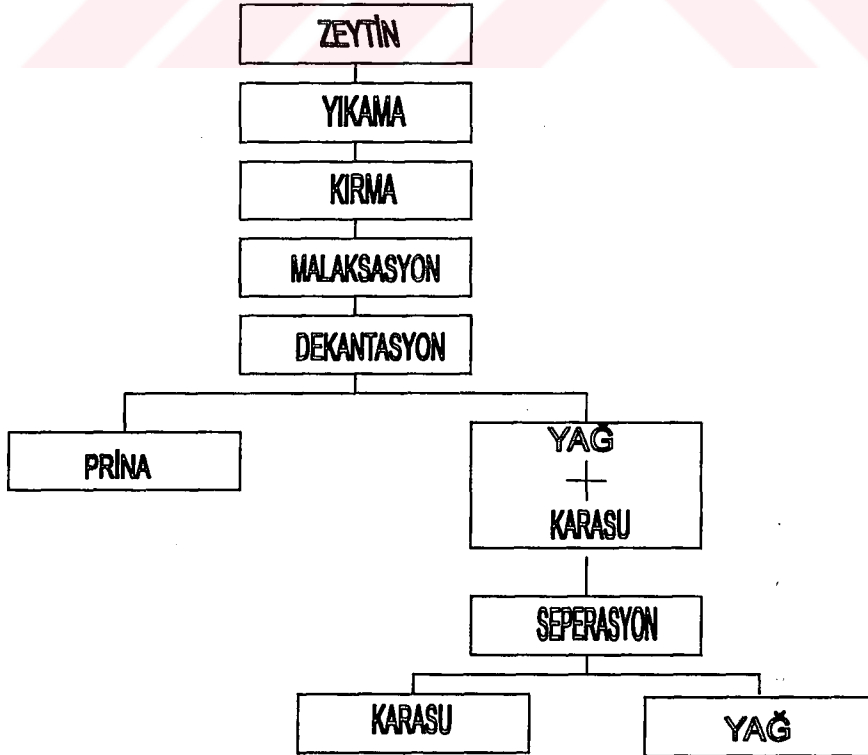 ZEYTİN
YIKAMA
KIRMA
MALAKSASYON
DEKANTASYON
PRİNA
YAĞ
+
KARASU
SEPERASYON
KARASU
YAĞ